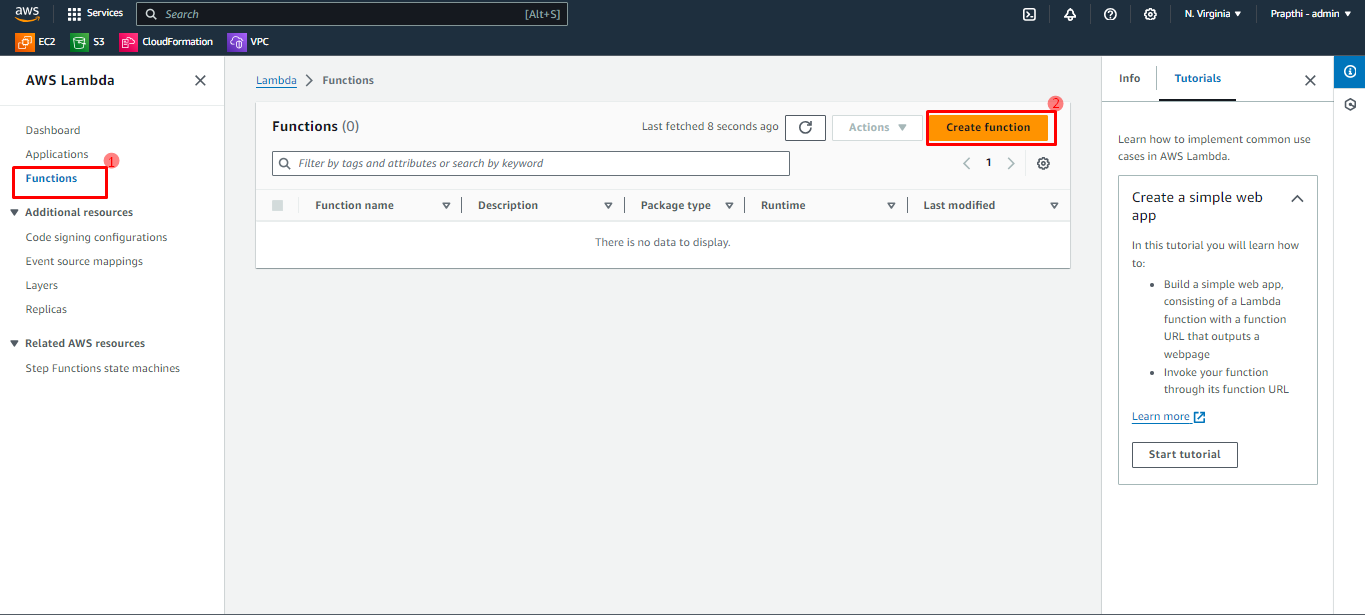 aws
Services
Search
[Alt+S]
N. Virginia
Prapthi - admin
EC2
S3
CloudFormation
VPC
AWS Lambda
Dashboard
Applications
1
Functions
Additional resources
Code signing configurations
Event source mappings
Layers
Replicas
Related AWS resources
Step Functions state machines
Lambda
Functions
Functions (0)
Last fetched 8 seconds ago
Actions
2
Create function
Filter by tags and attributes or search by keyword
1
Function name
Description
Package type
Runtime
Last modified
There is no data to display.
Info
Tutorials
Learn how to implement common use
cases in AWS Lambda.
Create a simple web
app
In this tutorial you will learn how
to:
• Build a simple web app,
consisting of a Lambda
function with a function
URL that outputs a
webpage
• Invoke your function
through its function URL
Learn more
Start tutorial